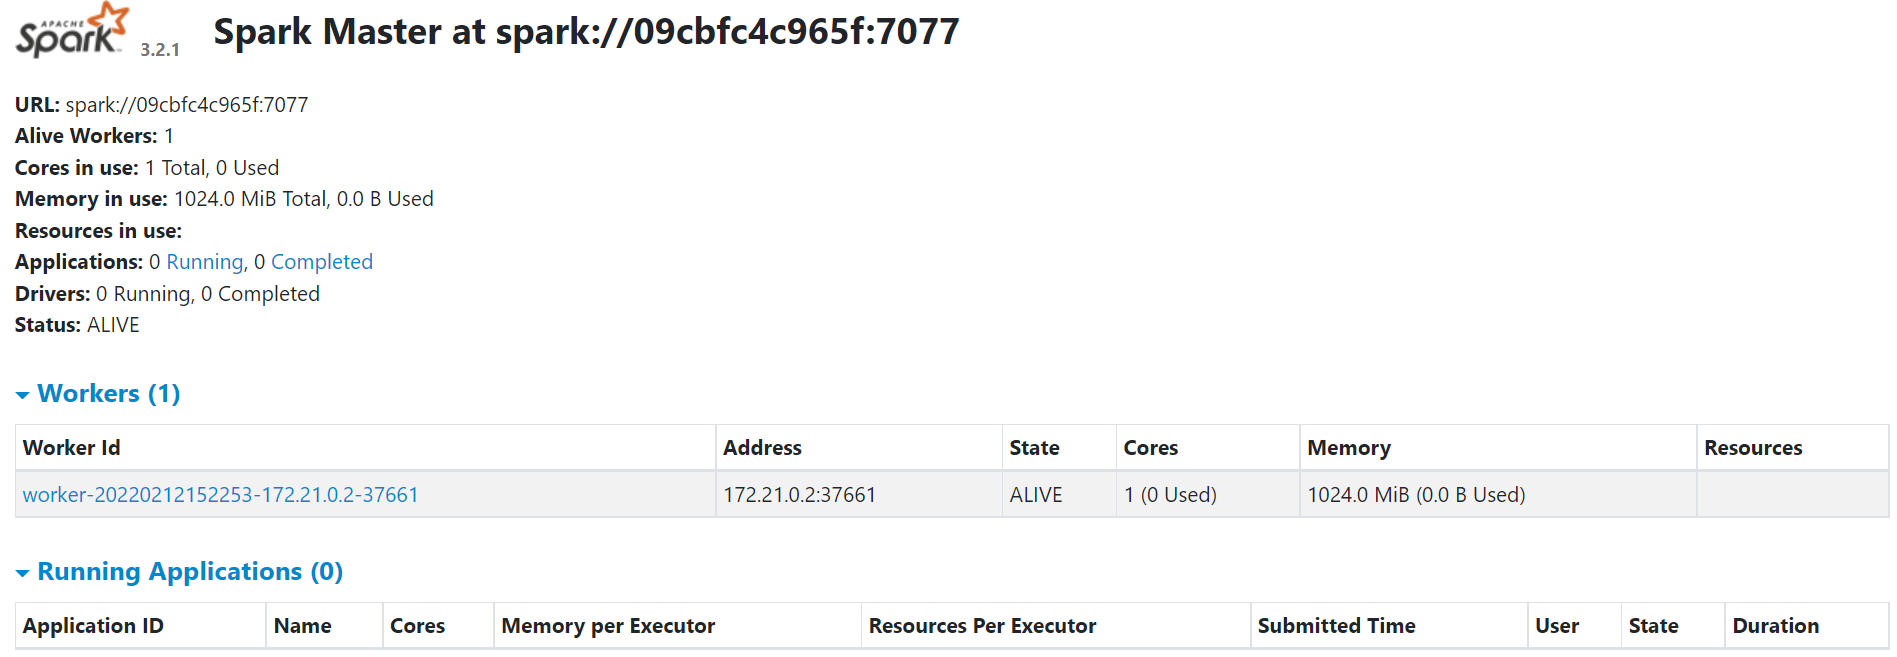 APACHE
Spark™ 3.2.1 Spark Master at spark://09cbfc4c965f:7077
URL: spark://09cbfc4c965f:7077
Alive Workers: 1
Cores in use: 1 Total, 0 Used
Memory in use: 1024.0 MiB Total, 0.0 B Used
Resources in use:
Applications: 0 Running, 0 Completed
Drivers: 0 Running, 0 Completed
Status: ALIVE
Workers (1)
Worker Id Address State Cores Memory Resources
worker-20220212152253-172.21.0.2-37661 172.21.0.2:37661 ALIVE 1 (0 Used) 1024.0 MiB (0.0 B Used)
Running Applications (0)
Application ID Name Cores Memory per Executor Resources Per Executor Submitted Time User State Duration